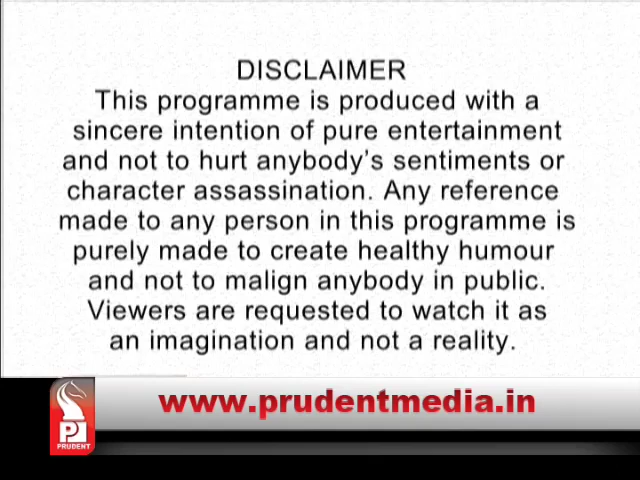 DISCLAIMER
This programme is produced with a
sincere intention of pure entertainment
and not to hurt anybody's sentiments or
character assassination. Any reference
made to any person in this programme is
purely made to create healthy humour
and not to malign anybody in public.
Viewers are requested to watch it as
an imagination and not a reality.
www.prudentmedia.in
P
PRUDENT